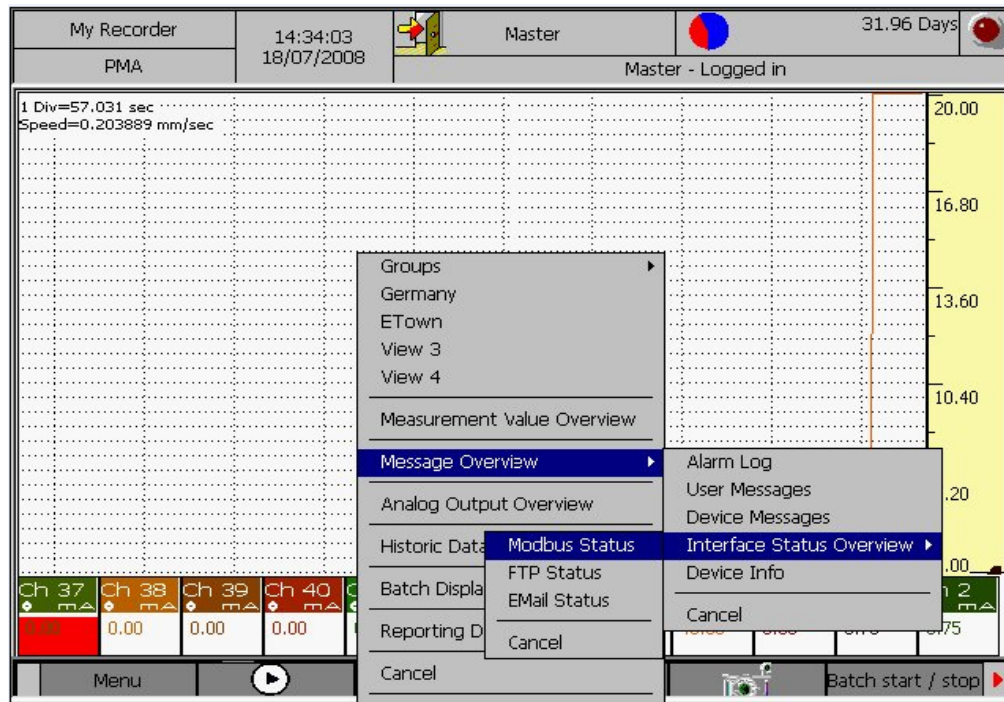 My Recorder
PMA
14:34:03
18/07/2008
Master
31.96 Days
Master - Logged in
1 Div=57.031 sec
Speed=0.203889 mm/sec
20.00
16.80
13.60
10.40
.20
.00
Groups
Germany
ETown
View 3
View 4
Measurement Value Overview
Message Overview
Analog Output Overview
Historic Data
Batch Displa
Reporting D
Cancel
Alarm Log
User Messages
Device Messages
Interface Status Overview
Device Info
Cancel
Modbus Status
FTP Status
EMail Status
Cancel
Ch 37 Ch 38 Ch 39 Ch 40 2
mA mA mA mA mA
0.00 0.00 0.00 0.00
Menu
Batch start / stop